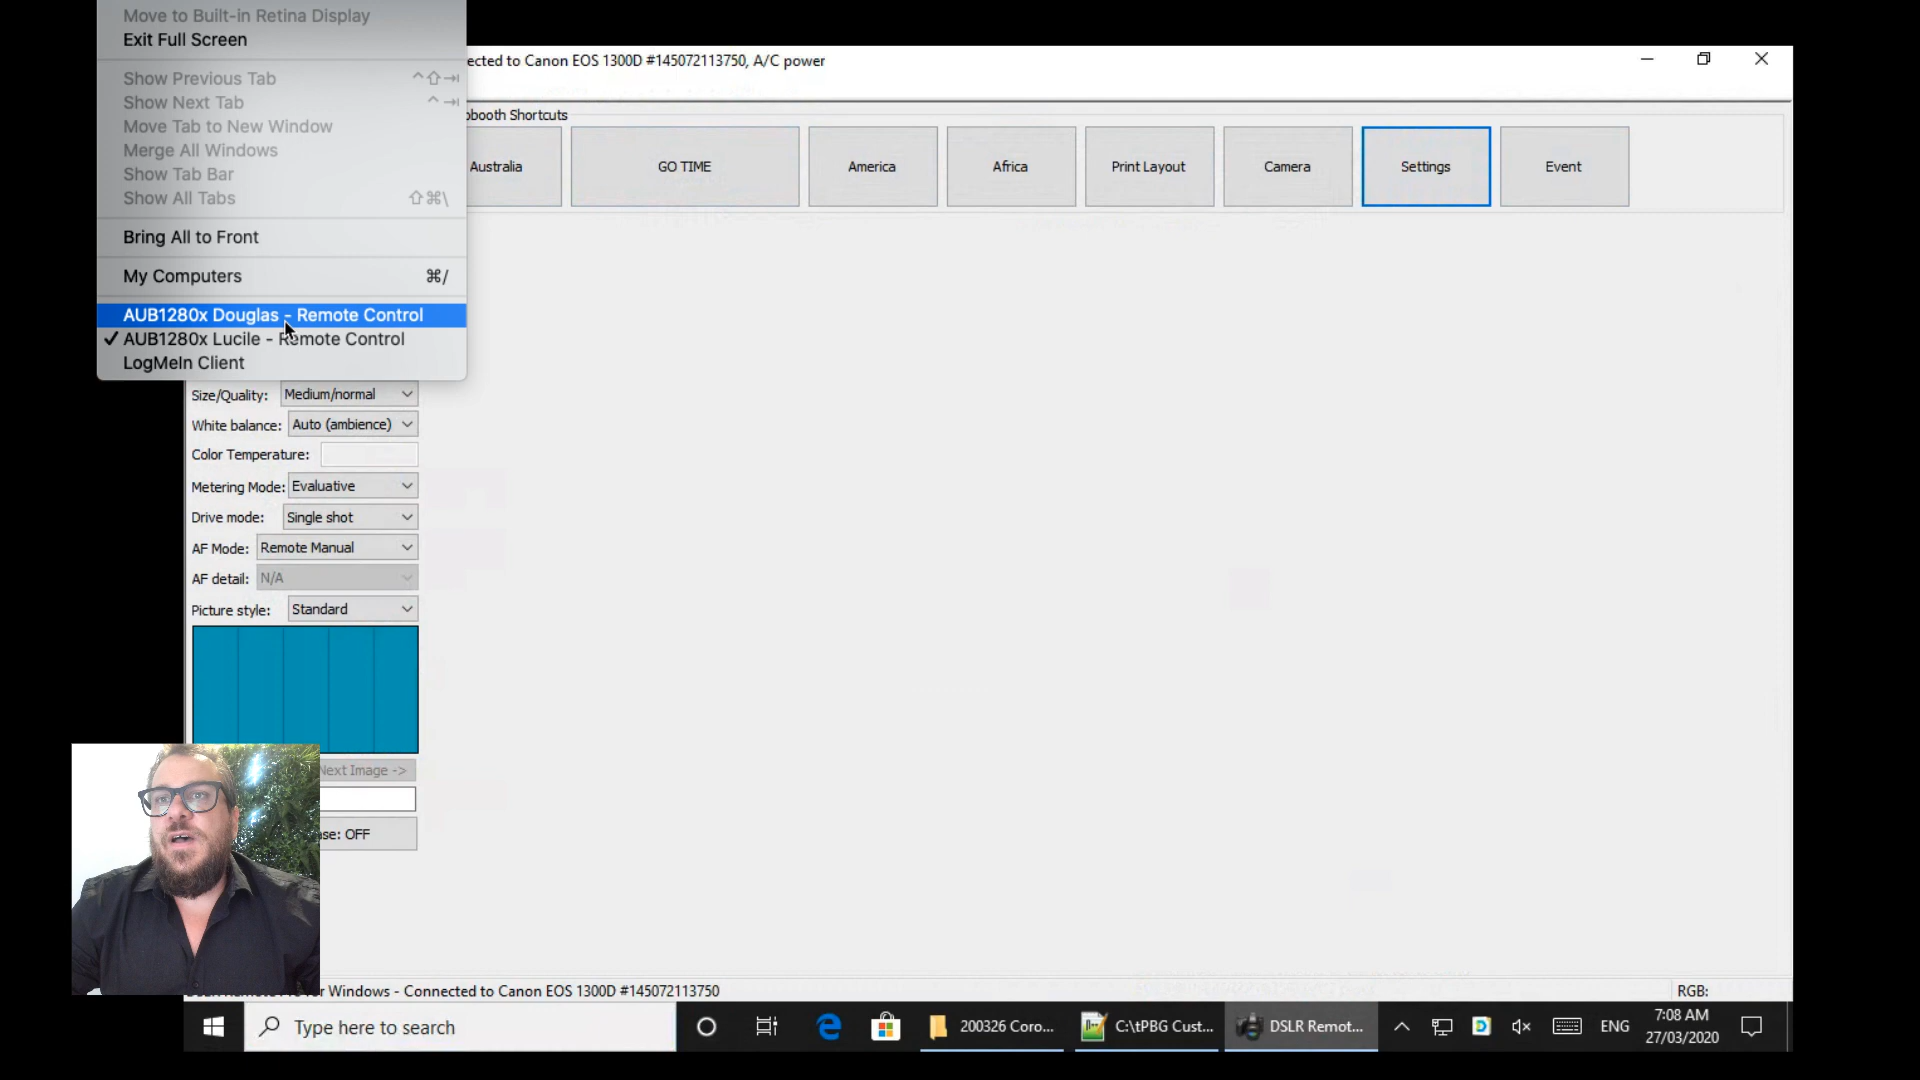 Move to Built-in Retina Display
Exit Full Screen
Show Previous Tab ^⇧⇥
Show Next Tab ^⇥
Move Tab to New Window
Merge All Windows
Show Tab Bar
Show All Tabs ⇧⌘\
Bring All to Front
My Computers ⌘/
AUB1280x Douglas - Remote Control
✓ AUB1280x Lucile - Remote Control
LogMeIn Client
ected to Canon EOS 1300D #145072113750, A/C power
obooth Shortcuts
Australia
GO TIME
America
Africa
Print Layout
Camera
Settings
Event
Size/Quality: Medium/normal
White balance: Auto (ambience)
Color Temperature:
Metering Mode: Evaluative
Drive mode: Single shot
AF Mode: Remote Manual
AF detail: N/A
Picture style: Standard
Next Image ->
se: OFF
r Windows - Connected to Canon EOS 1300D #145072113750
RGB:
Type here to search
200326 Coro...
C:\tPBG Cust...
DSLR Remot...
ENG
7:08 AM
27/03/2020